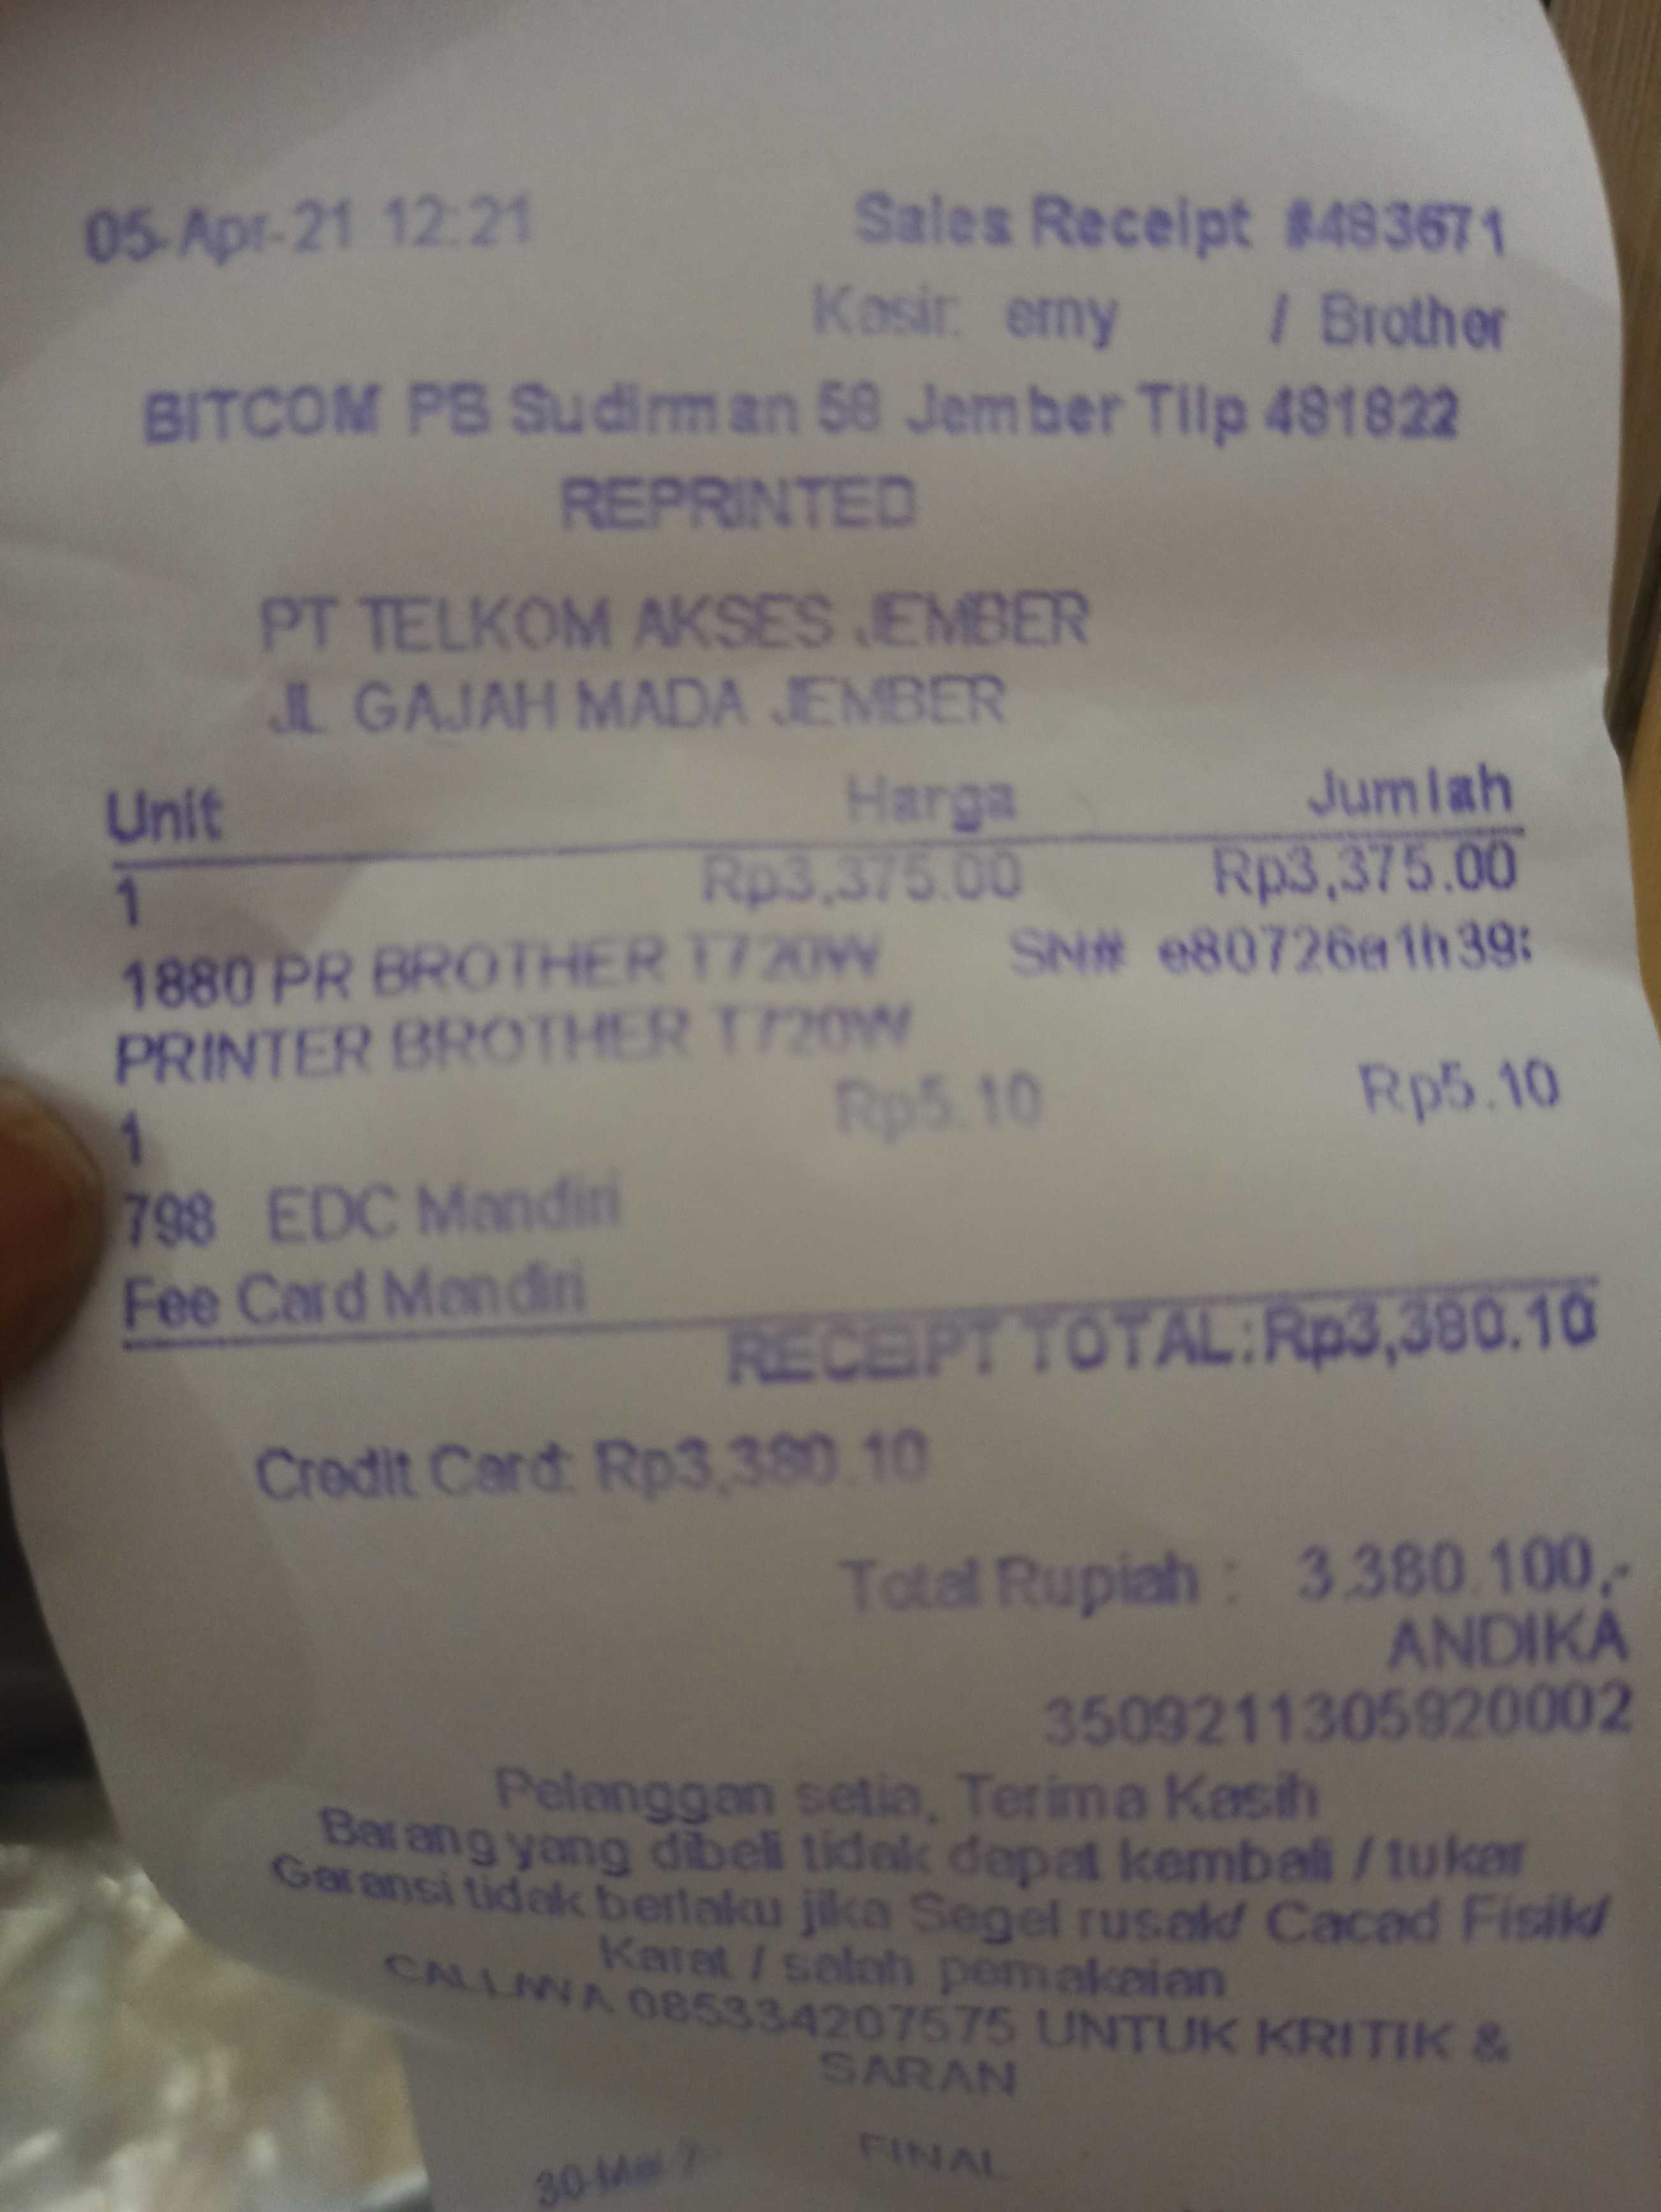 05-Apr-21 12:21 Sales Receipt #483671
Kasir: erny / Brother
BITCOM PB Sudirman 58 Jember Tilp 481822
REPRINTED
PT TELKOM AKSES JEMBER
JL GAJAH MADA JEMBER
Unit Harga Jumlah
1 Rp3,375.00 Rp3,375.00
1880 PR BROTHER T720W SN#
PRINTER BROTHER T720W
1 Rp5.10 Rp5.10
798 EDC Mandiri
Fee Card Mandiri
RECEIPT TOTAL: Rp3,380.10
Credit Card: Rp3,380.10
Total Rupiah : 3.380.100,-
ANDIKA
3509211305920002
Pelanggan setia, Terima Kasih
Barang yang dibeli tidak dapat kembali / tukar
Garansi tidak berlaku jika Segel rusak/ Cacad Fisik/
Karat / salah pemakaian
CALL/WA 085334207575 UNTUK KRITIK &
SARAN
FINAL